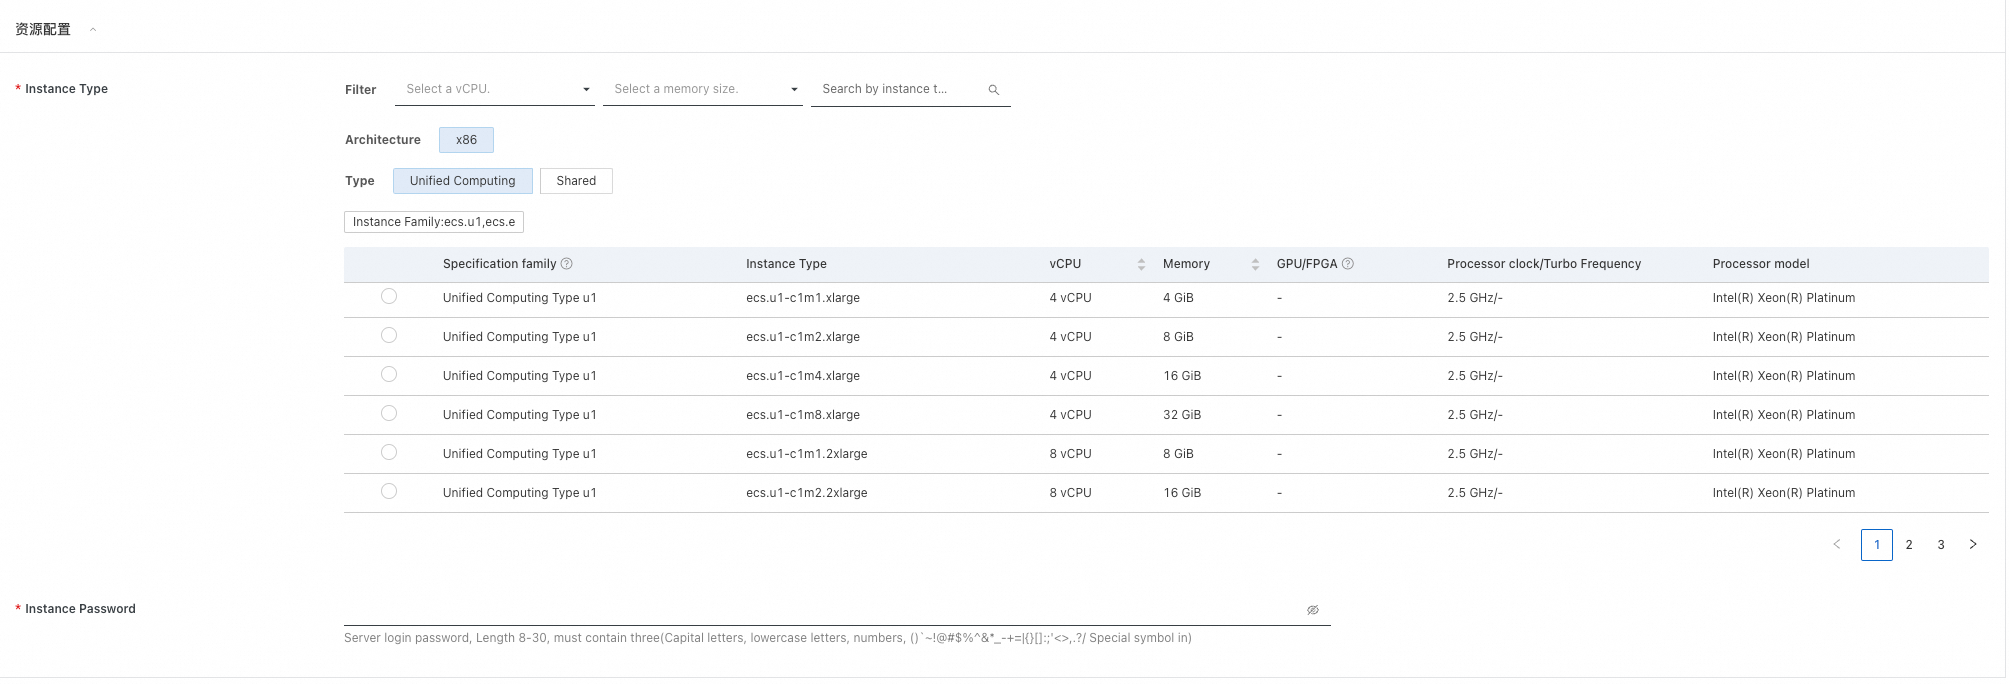 资源配置
* Instance Type
Filter Select a vCPU. Select a memory size. Search by instance t...
Architecture x86
Type Unified Computing Shared
Instance Family:ecs.u1,ecs.e
Specification family Instance Type vCPU Memory GPU/FPGA Processor clock/Turbo Frequency Processor model
Unified Computing Type u1 ecs.u1-c1m1.xlarge 4 vCPU 4 GiB - 2.5 GHz/- Intel(R) Xeon(R) Platinum
Unified Computing Type u1 ecs.u1-c1m2.xlarge 4 vCPU 8 GiB - 2.5 GHz/- Intel(R) Xeon(R) Platinum
Unified Computing Type u1 ecs.u1-c1m4.xlarge 4 vCPU 16 GiB - 2.5 GHz/- Intel(R) Xeon(R) Platinum
Unified Computing Type u1 ecs.u1-c1m8.xlarge 4 vCPU 32 GiB - 2.5 GHz/- Intel(R) Xeon(R) Platinum
Unified Computing Type u1 ecs.u1-c1m1.2xlarge 8 vCPU 8 GiB - 2.5 GHz/- Intel(R) Xeon(R) Platinum
Unified Computing Type u1 ecs.u1-c1m2.2xlarge 8 vCPU 16 GiB - 2.5 GHz/- Intel(R) Xeon(R) Platinum
< 1 2 3 >
* Instance Password
Server login password, Length 8-30, must contain three(Capital letters, lowercase letters, numbers, ()`~!@#$%^&*_-+=|{}[]:;'<>,.?/ Special symbol in)